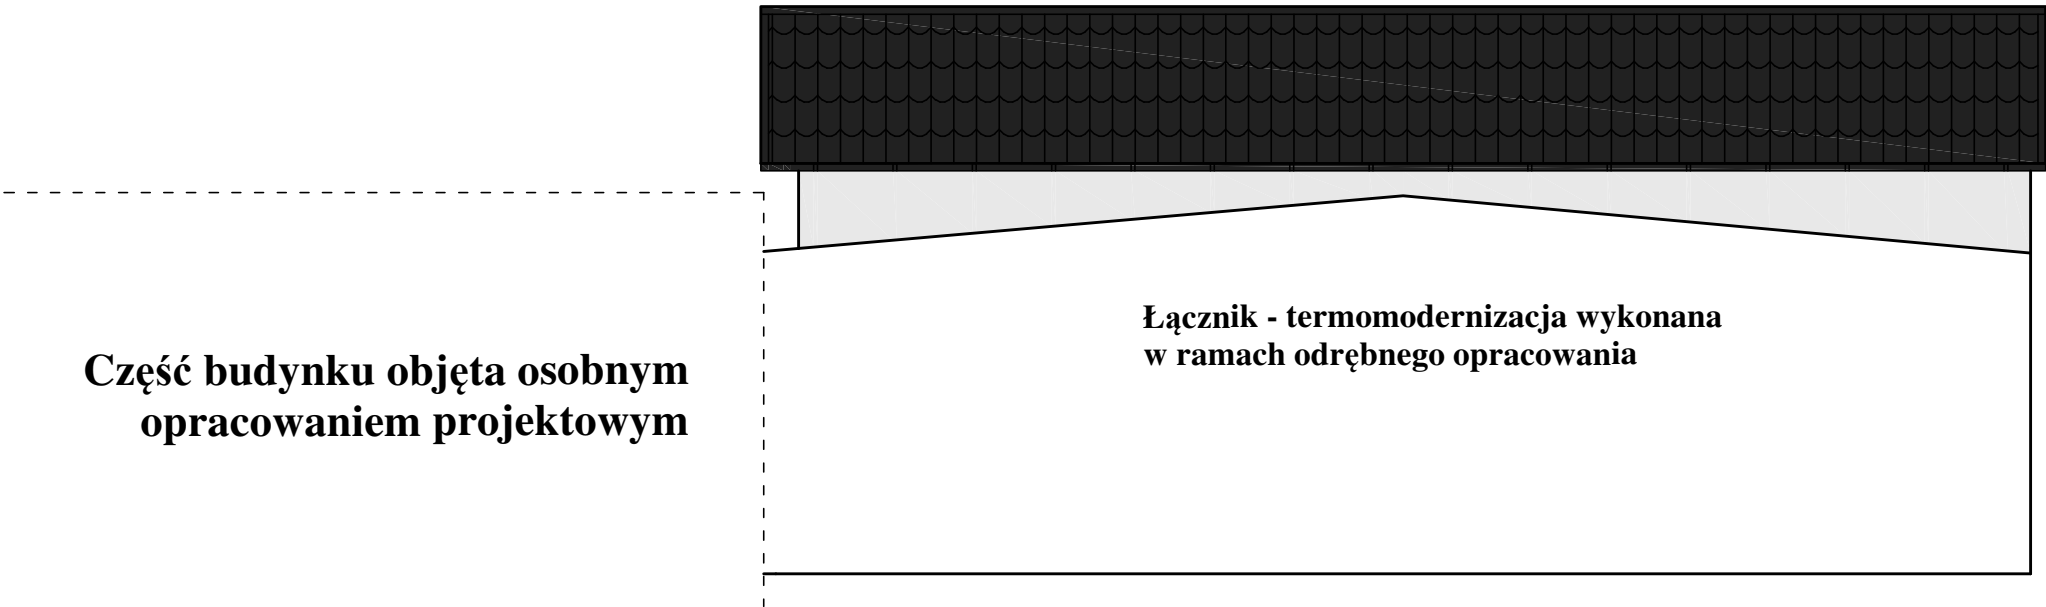 Łącznik - termomodernizacja wykonana
w ramach odrębnego opracowania
Część budynku objęta osobnym
opracowaniem projektowym